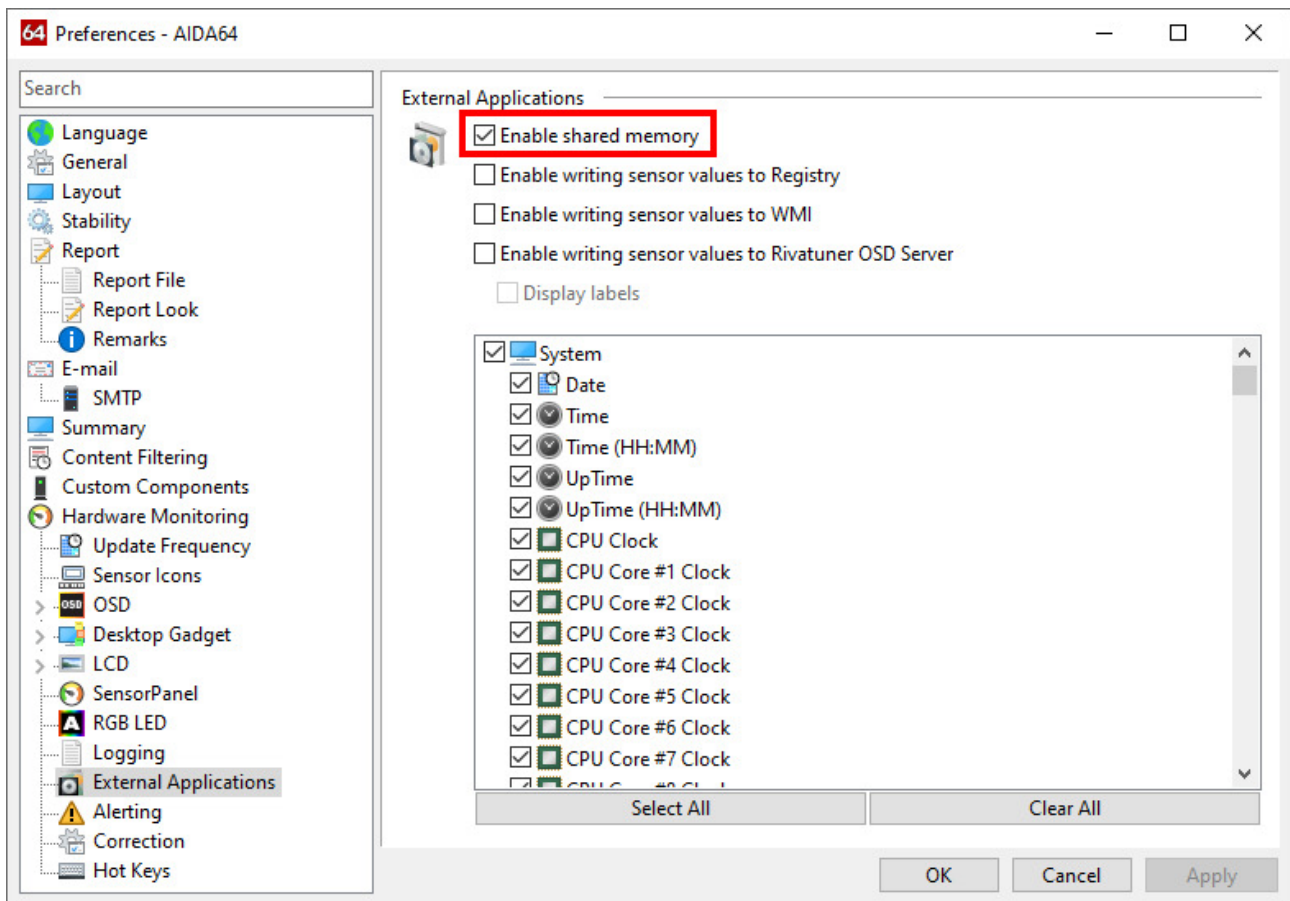 64 Preferences - AIDA64
Search
Language
General
Layout
Stability
Report
Report File
Report Look
Remarks
E-mail
SMTP
Summary
Content Filtering
Custom Components
Hardware Monitoring
Update Frequency
Sensor Icons
OSD OSD
Desktop Gadget
LCD
SensorPanel
A RGB LED
Logging
External Applications
Alerting
Correction
Hot Keys
External Applications
Enable shared memory
Enable writing sensor values to Registry
Enable writing sensor values to WMI
Enable writing sensor values to Rivatuner OSD Server
Display labels
System
Date
Time
Time (HH:MM)
UpTime
UpTime (HH:MM)
CPU Clock
CPU Core #1 Clock
CPU Core #2 Clock
CPU Core #3 Clock
CPU Core #4 Clock
CPU Core #5 Clock
CPU Core #6 Clock
CPU Core #7 Clock
Select All
Clear All
OK
Cancel
Apply